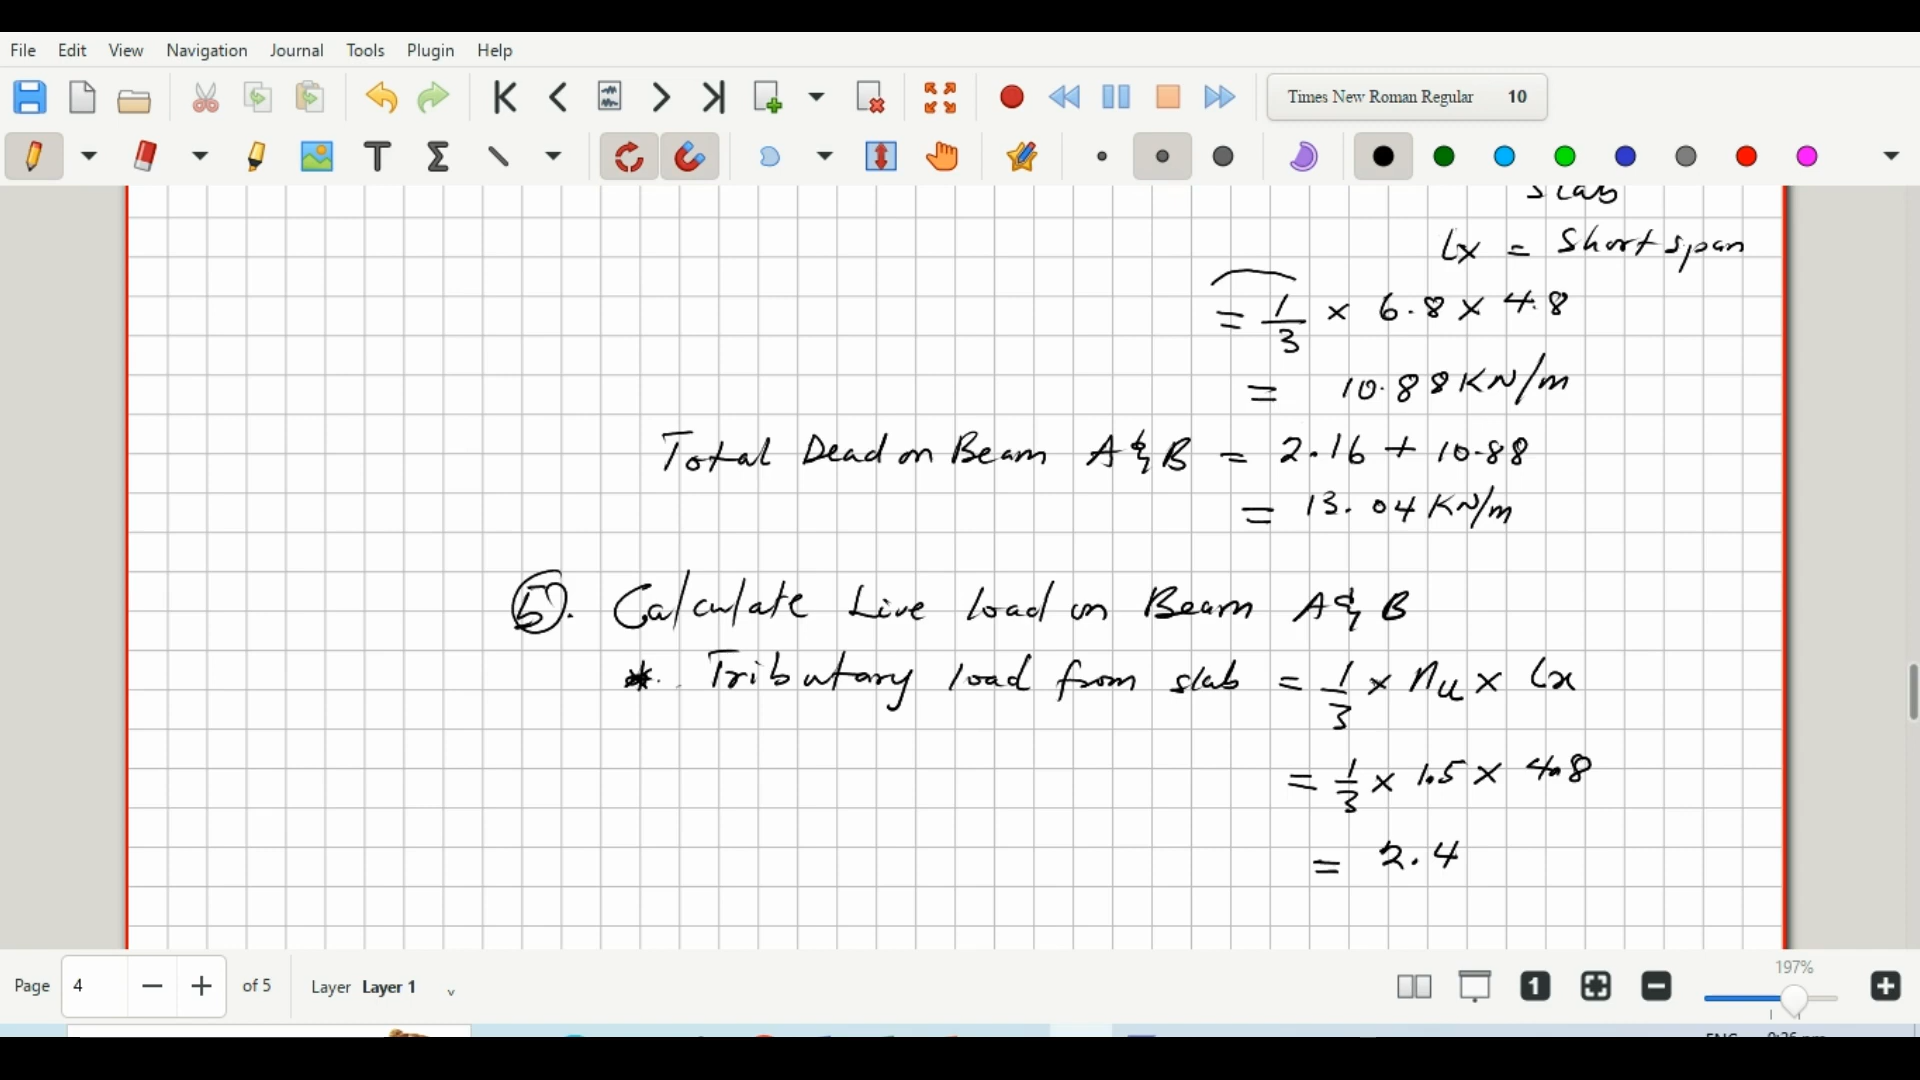 File Edit View Navigation Journal Tools Plugin Help
Times New Roman Regular 10
slab
lx = Short span
= 1/3 × 6.8 × 4.8
= 10.88 KN/m
Total Dead on Beam A & B = 2.16 + 10.88
= 13.04 KN/m
5. Calculate Live load on Beam A & B
* Tributary load from slab = 1/3 × nu × lx
= 1/3 × 1.5 × 4.8
= 2.4
Page 4 of 5 Layer Layer 1 197%